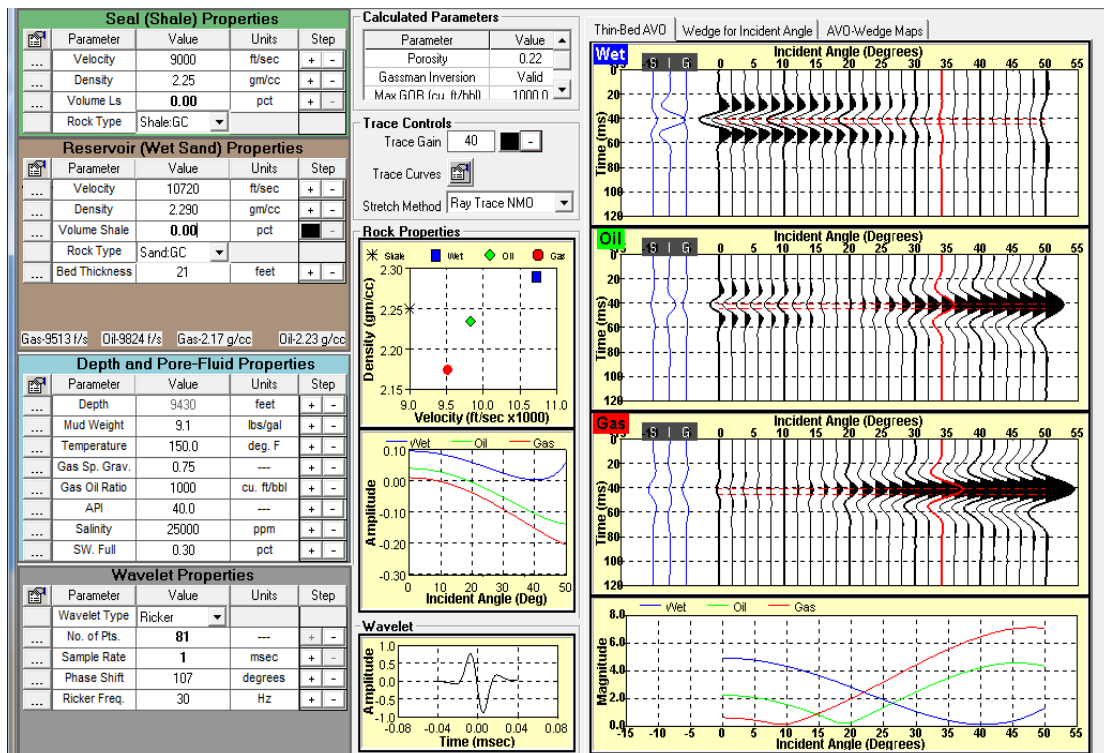 Seal (Shale) Properties
Parameter Value Units Step
... Velocity 9000 ft/sec + -
... Density 2.25 gm/cc + -
... Volume Ls 0.00 pct + -
Rock Type Shale:GC
Reservoir (Wet Sand) Properties
Parameter Value Units Step
... Velocity 10720 ft/sec + -
... Density 2.290 gm/cc + -
... Volume Shale 0.00 pct -
Rock Type Sand:GC
... Bed Thickness 21 feet + -
Gas-9513 f/s Oil-9824 f/s Gas-2.17 g/cc Oil-2.23 g/cc
Depth and Pore-Fluid Properties
Parameter Value Units Step
... Depth 9430 feet + -
... Mud Weight 9.1 lbs/gal + -
... Temperature 150.0 deg. F + -
... Gas Sp. Grav. 0.75 --- + -
... Gas Oil Ratio 1000 cu. ft/bbl + -
... API 40.0 --- + -
... Salinity 25000 ppm + -
... SW. Full 0.30 pct + -
Wavelet Properties
Parameter Value Units Step
Wavelet Type Ricker
... No. of Pts. 81 --- + -
... Sample Rate 1 msec + -
... Phase Shift 107 degrees + -
... Ricker Freq. 30 Hz + -
Calculated Parameters
Parameter Value
Porosity 0.22
Gassman Inversion Valid
Max GOR (cu. ft/bbl) 1000.0
Trace Controls
Trace Gain 40 -
Trace Curves
Stretch Method Ray Trace NMO
Rock Properties
Shale Wet Oil Gas
2.30
2.25
2.20
2.15
Density (gm/cc)
9.0 9.5 10.0 10.5 11.0
Velocity (ft/sec x1000)
Wet Oil Gas
0.10
0.00
-0.10
-0.20
-0.30
Amplitude
0 10 20 30 40 50
Incident Angle (Deg)
Wavelet
1.0
0.5
0.0
-0.5
-1.0
Amplitude
-0.08 -0.04 0.00 0.04 0.08
Time (msec)
Thin-Bed AVO Wedge for Incident Angle AVO-Wedge Maps
Wet
Incident Angle (Degrees)
I G 0 5 10 15 20 25 30 35 40 45 50 55
0
20
40
60
80
100
120
Time (ms)
Oil
Incident Angle (Degrees)
I G 0 5 10 15 20 25 30 35 40 45 50 55
0
20
40
60
80
100
120
Time (ms)
Gas
Incident Angle (Degrees)
I G 0 5 10 15 20 25 30 35 40 45 50 55
0
20
40
60
80
100
120
Time (ms)
Wet Oil Gas
8.0
6.0
4.0
2.0
0.0
Magnitude
-15 -10 -5 0 5 10 15 20 25 30 35 40 45 50 55
Incident Angle (Degrees)